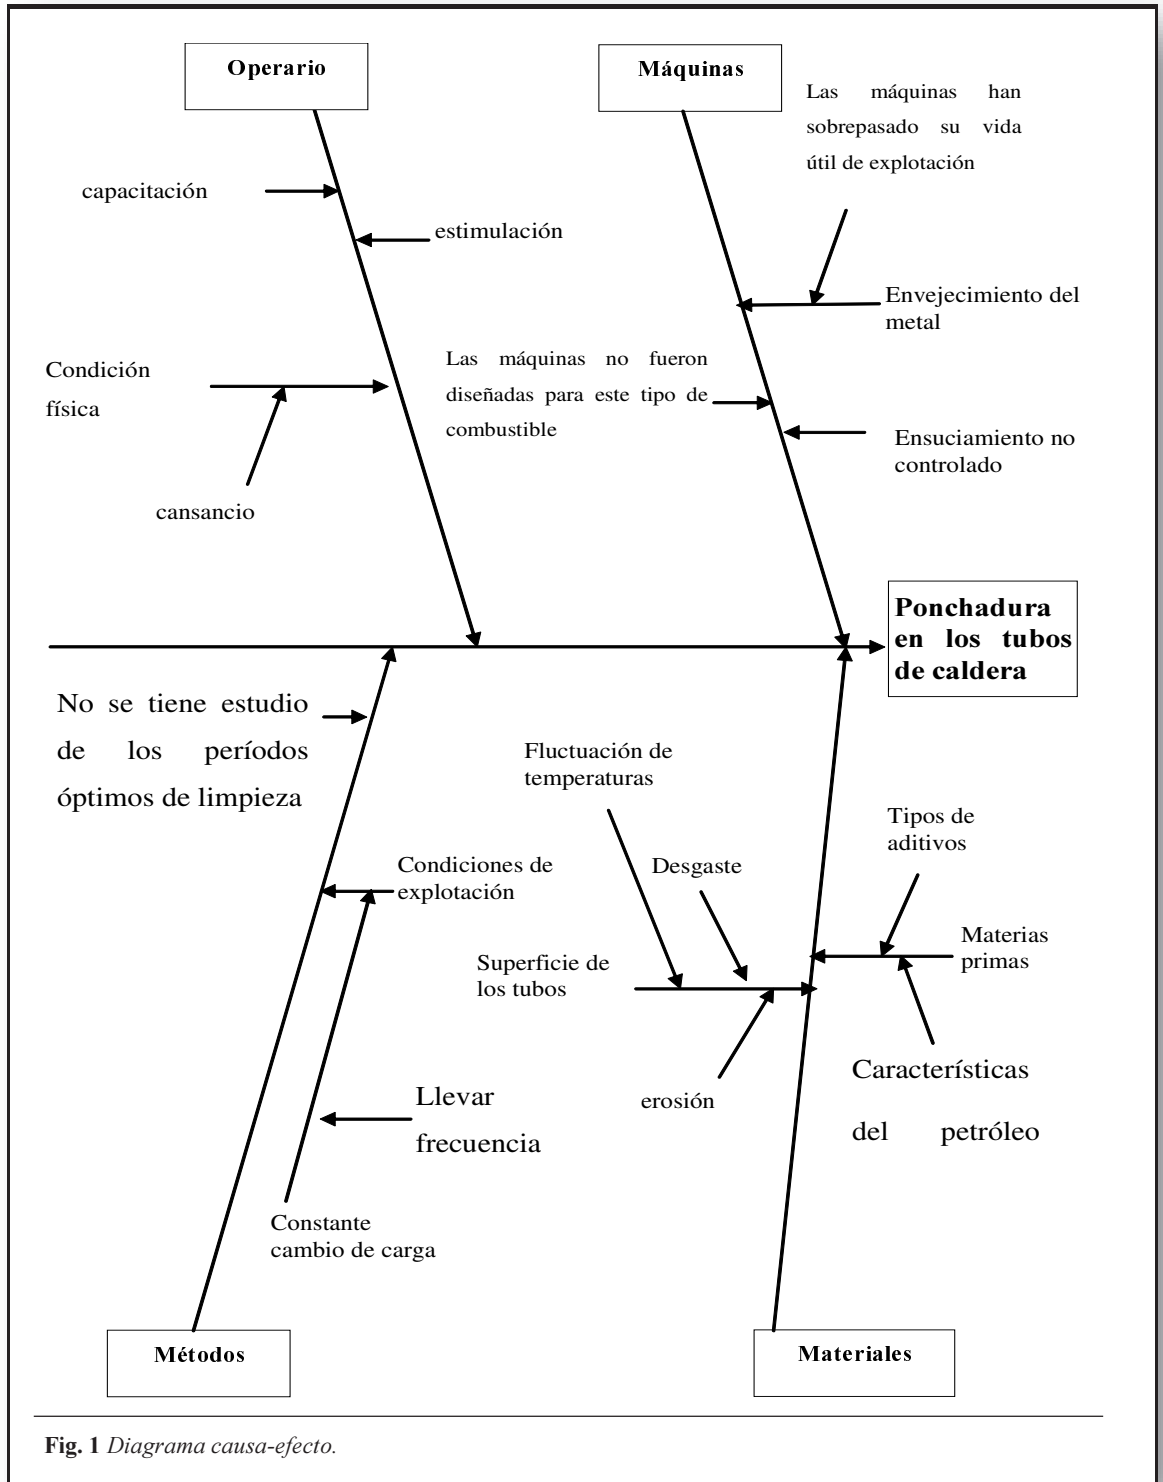 Operario
Máquinas
Las máquinas han
sobrepasado su vida
útil de explotación
capacitación
estimulación
Envejecimiento del
metal
Condición
física
Las máquinas no fueron
diseñadas para este tipo de
combustible
Ensuciamiento no
controlado
cansancio
Ponchadura
en los tubos
de caldera
No se tiene estudio
de los períodos
óptimos de limpieza
Fluctuación de
temperaturas
Tipos de
aditivos
Condiciones de
explotación
Desgaste
Materias
primas
Superficie de
los tubos
Características
del petróleo
erosión
Llevar
frecuencia
Constante
cambio de carga
Métodos
Materiales
Fig. 1 Diagrama causa-efecto.